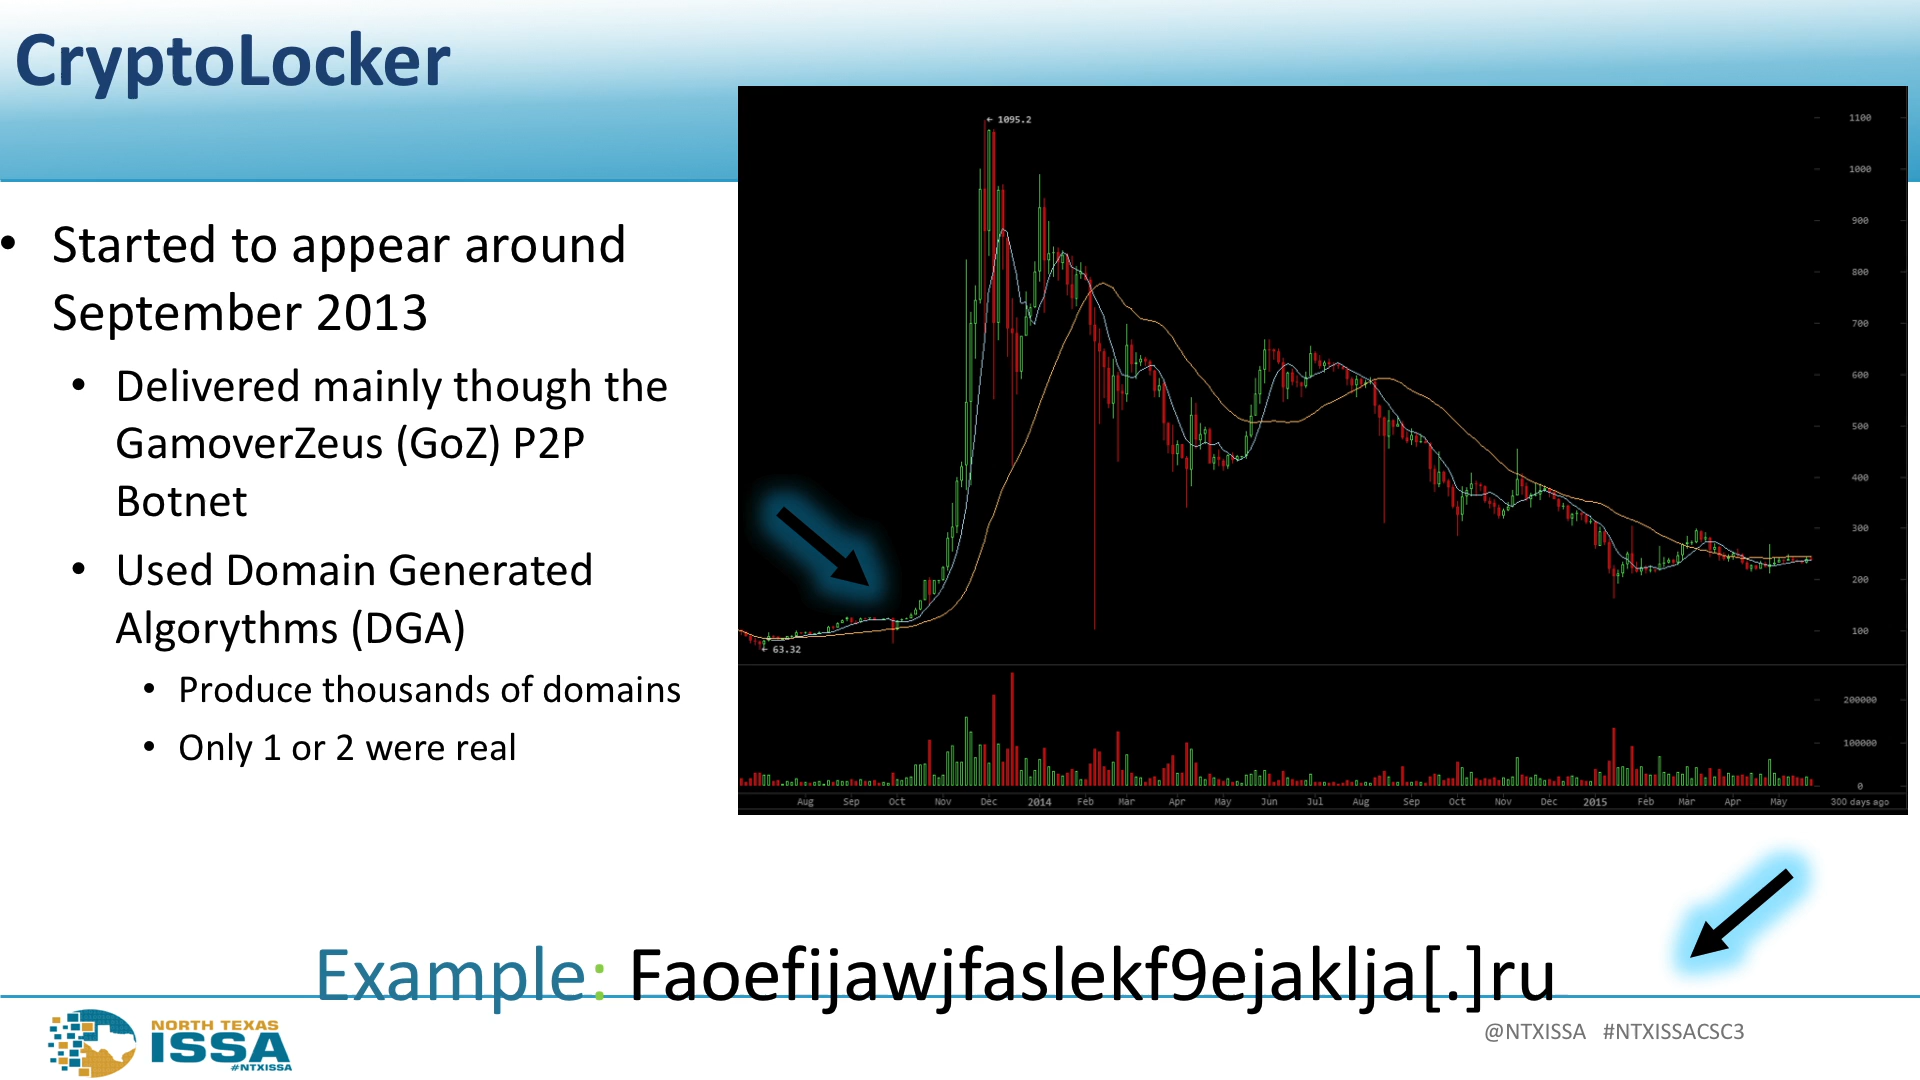 CryptoLocker
• Started to appear around
September 2013
• Delivered mainly though the
GamoverZeus (GoZ) P2P
Botnet
• Used Domain Generated
Algorythms (DGA)
• Produce thousands of domains
• Only 1 or 2 were real
1095.2
63.32
1100
1000
900
800
700
600
500
400
300
200
100
200000
100000
0
Aug Sep Oct Nov Dec 2014 Feb Mar Apr May Jun Jul Aug Sep Oct Nov Dec 2015 Feb Mar Apr May 300 days ago
Example: Faoefijawjfaslekf9ejaklja[.]ru
NORTH TEXAS
ISSA
#NTXISSA
@NTXISSA #NTXISSACSC3